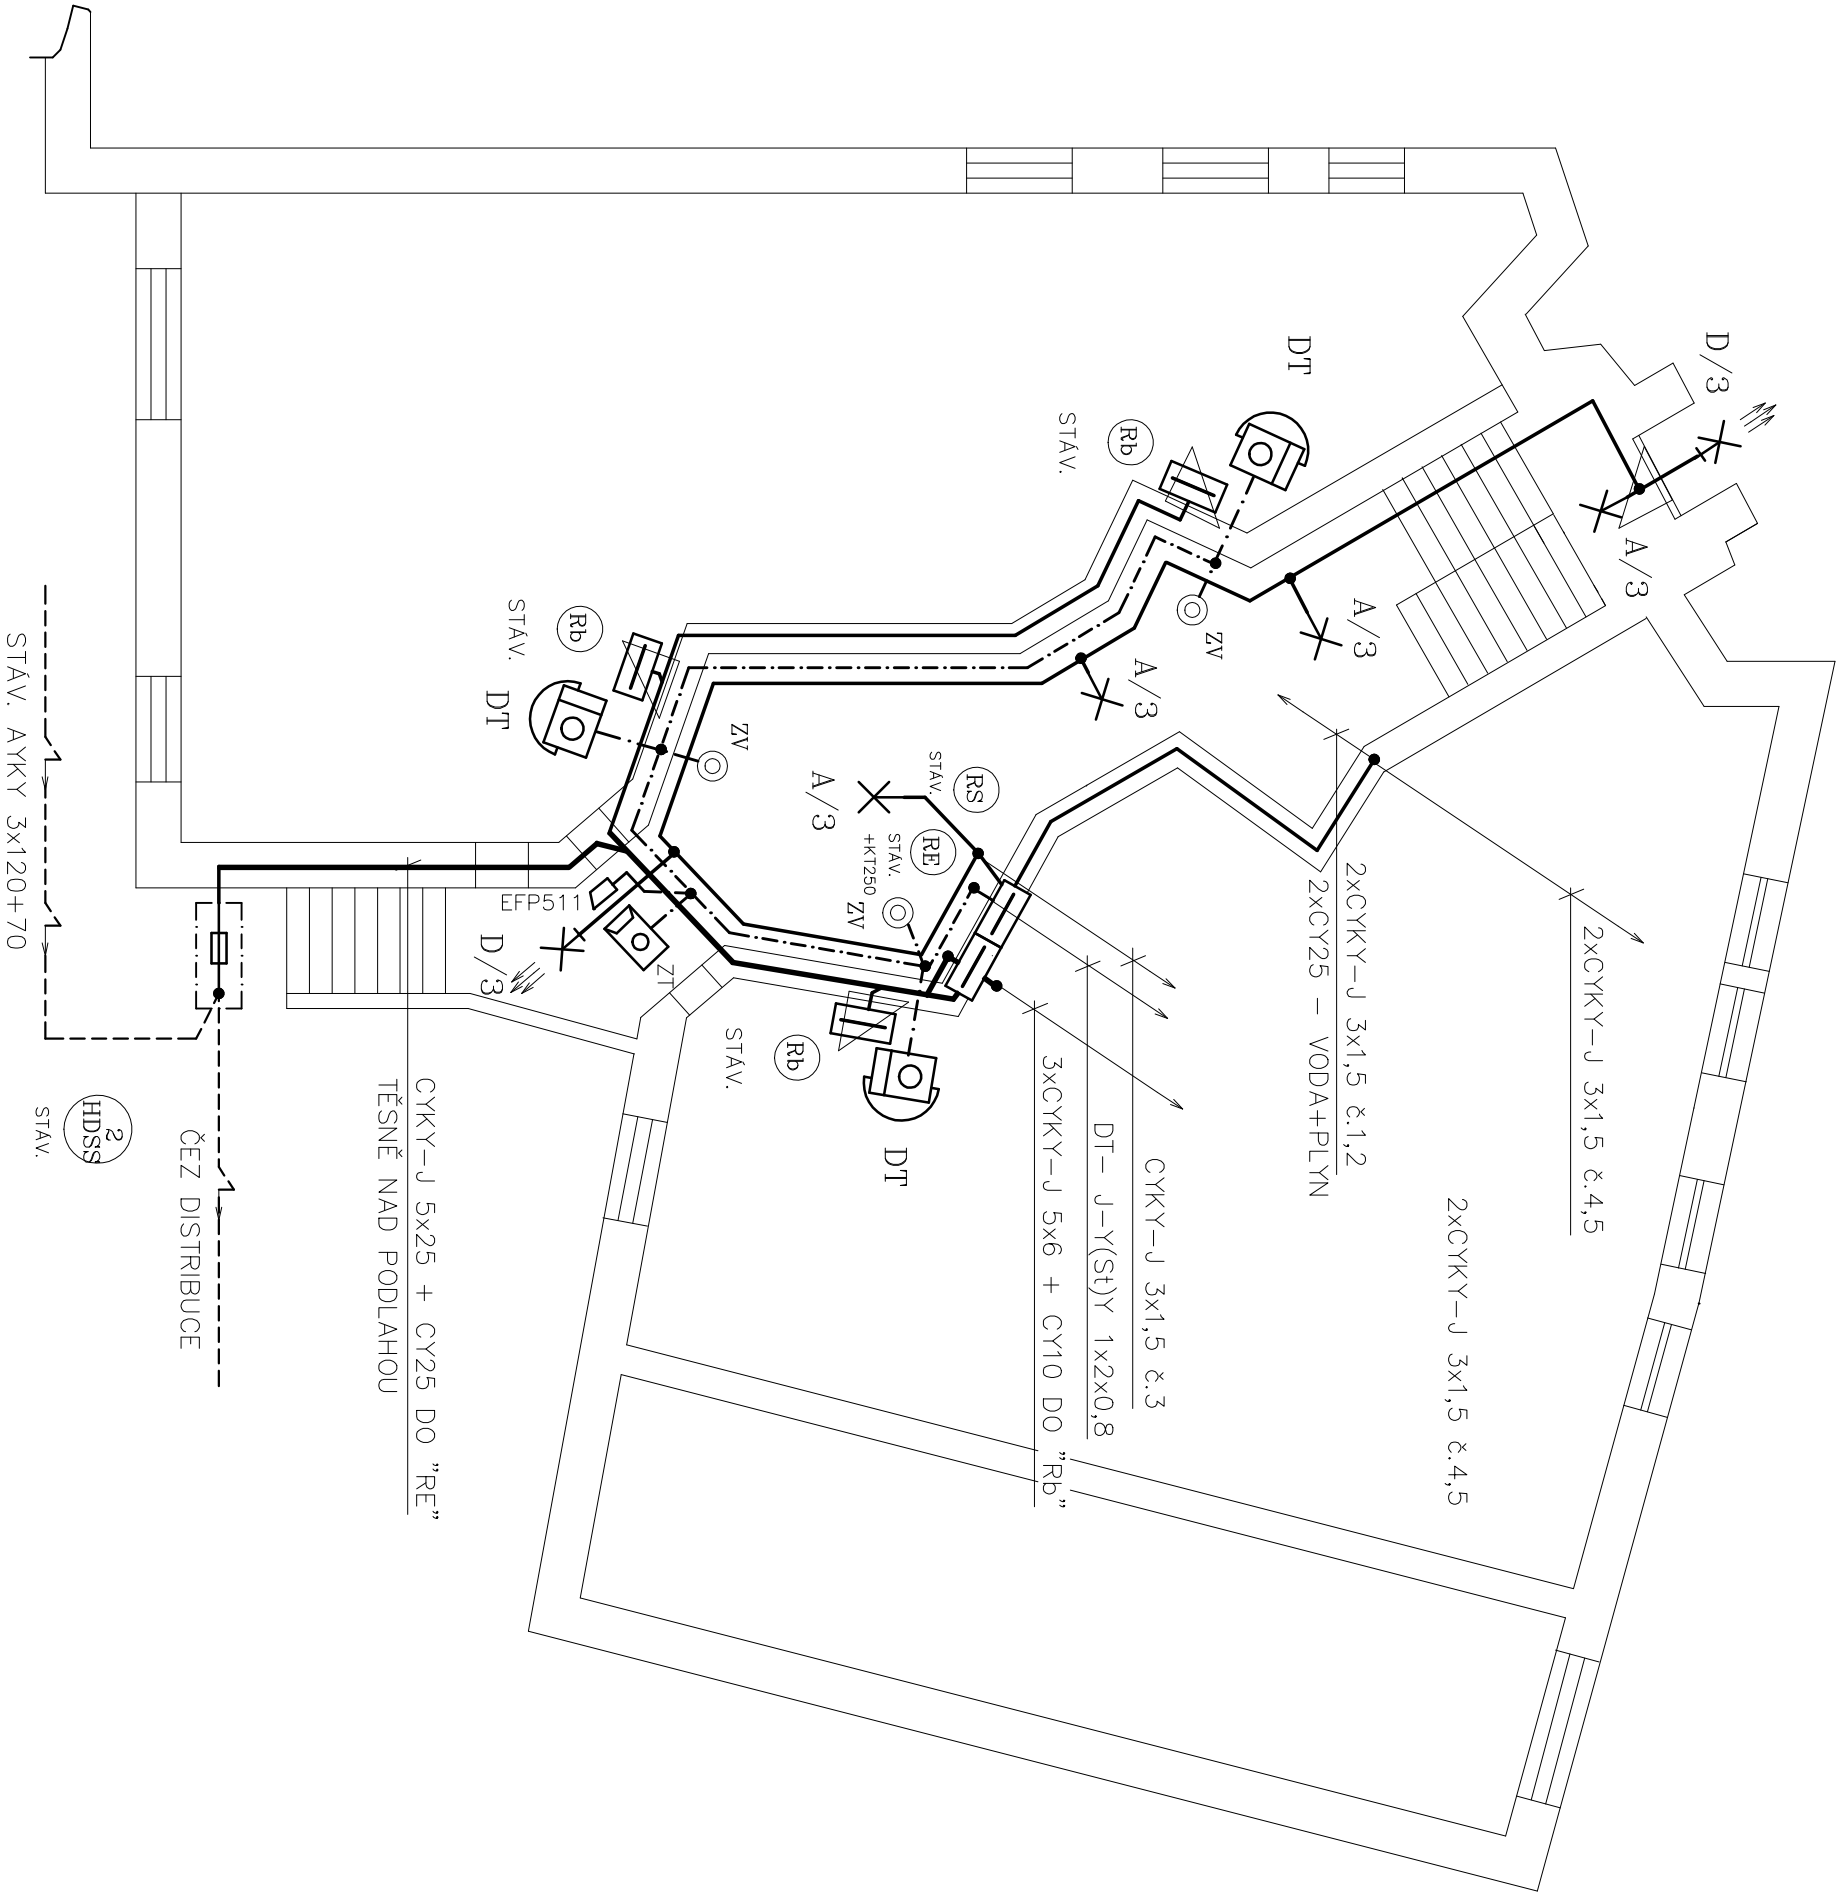 D/3
A/3
DT
Rb
STÁV.
A/3
ZV
A/3
Rb
STÁV.
DT
ZV
RS
STÁV.
A/3
RE
STÁV.
+KT250
ZV
EFP511
ZT
D/3
Rb
STÁV.
DT
2xCYKY-J 3x1,5 č.4,5
2xCYKY-J 3x1,5 č.1,2
2xCY25 - VODA+PLYN
2xCYKY-J 3x1,5 č.4,5
CYKY-J 3x1,5 č.3
DT- J-Y(St)Y 1x2x0,8
3xCYKY-J 5x6 + CY10 DO "Rb"
CYKY-J 5x25 + CY25 DO "RE"
TĚSNĚ NAD PODLAHOU
ČEZ DISTRIBUCE
2
HDSS
STÁV.
STÁV. AYKY 3x120+70